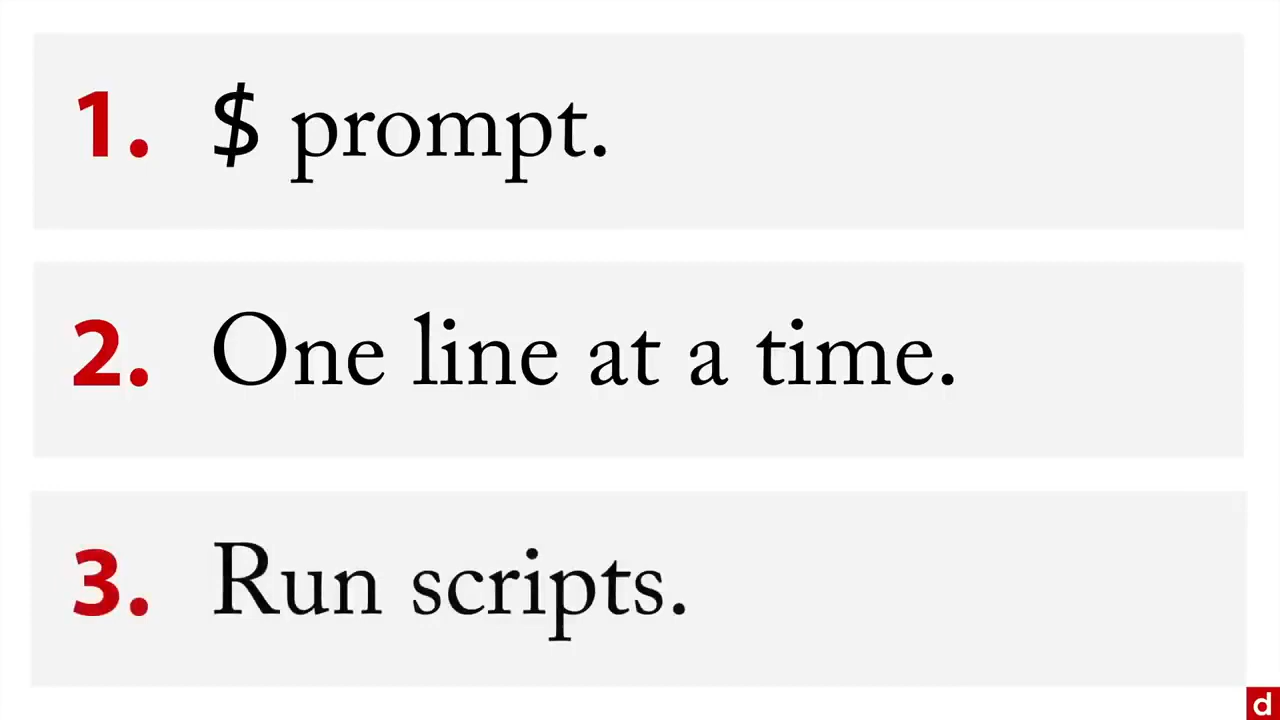 1. $ prompt.
2. One line at a time.
3. Run scripts.
d